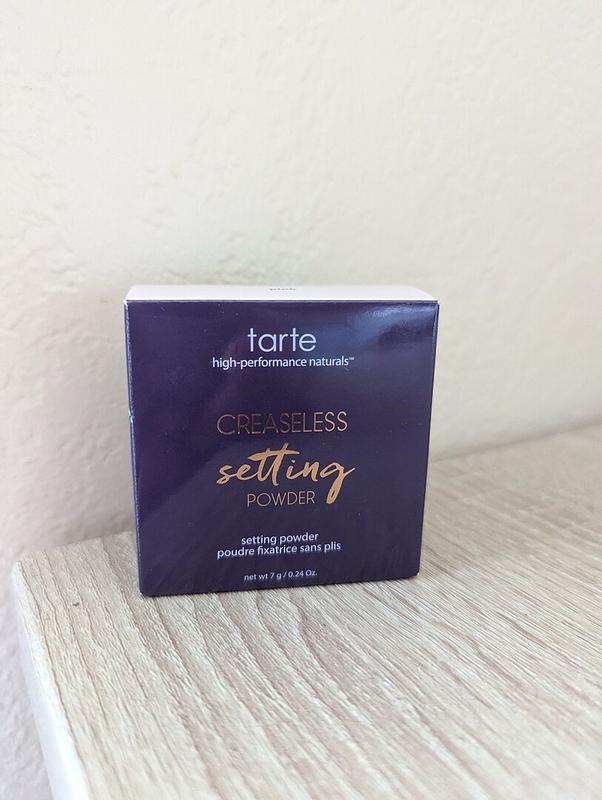 tarte
high-performance naturals™
CREASELESS
setting
POWDER
setting powder
poudre fixatrice sans plis
net wt 7 g / 0.24 Oz.